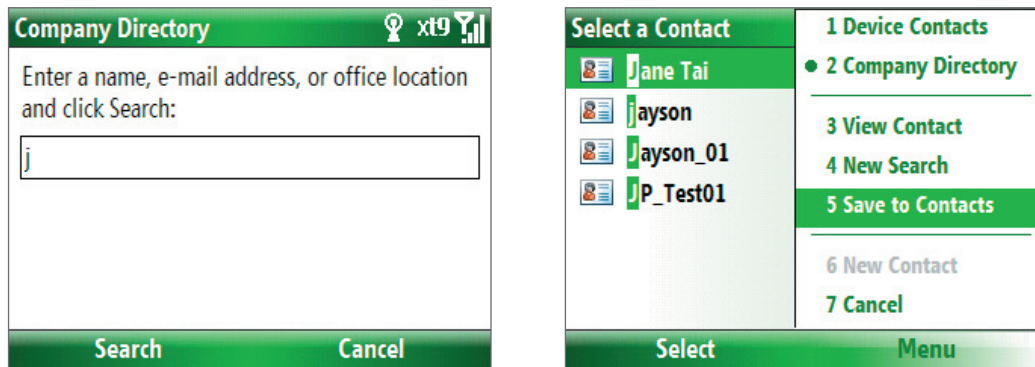 Company Directory
xt9
Enter a name, e-mail address, or office location
and click Search:
j
Search Cancel
Select a Contact
Jane Tai
jayson
Jayson_01
JP_Test01
1 Device Contacts
2 Company Directory
3 View Contact
4 New Search
5 Save to Contacts
6 New Contact
7 Cancel
Select Menu